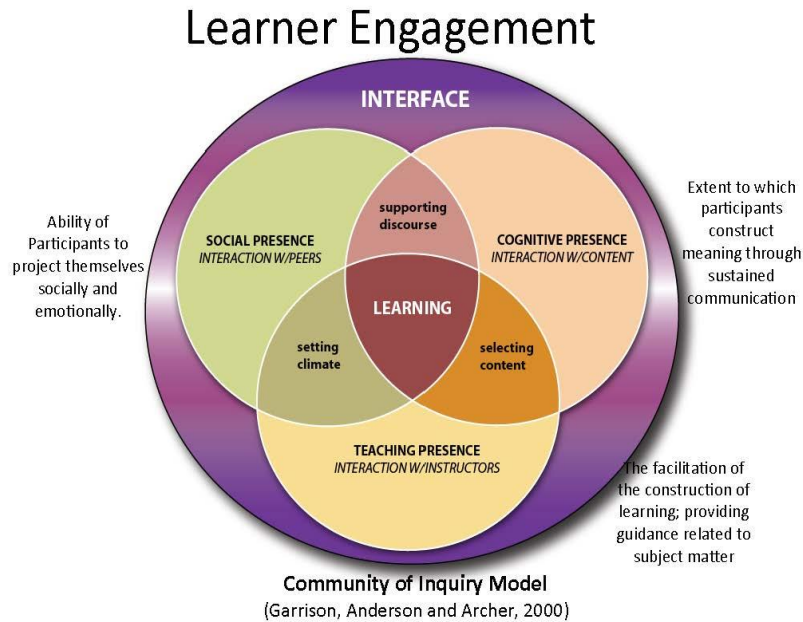 Learner Engagement
INTERFACE
supporting
discourse
SOCIAL PRESENCE
INTERACTION W/PEERS
COGNITIVE PRESENCE
INTERACTION W/CONTENT
LEARNING
setting
climate
selecting
content
TEACHING PRESENCE
INTERACTION W/INSTRUCTORS
Ability of
Participants to
project themselves
socially and
emotionally.
Extent to which
participants
construct
meaning through
sustained
communication
The facilitation of
the construction of
learning; providing
guidance related to
subject matter
Community of Inquiry Model
(Garrison, Anderson and Archer, 2000)